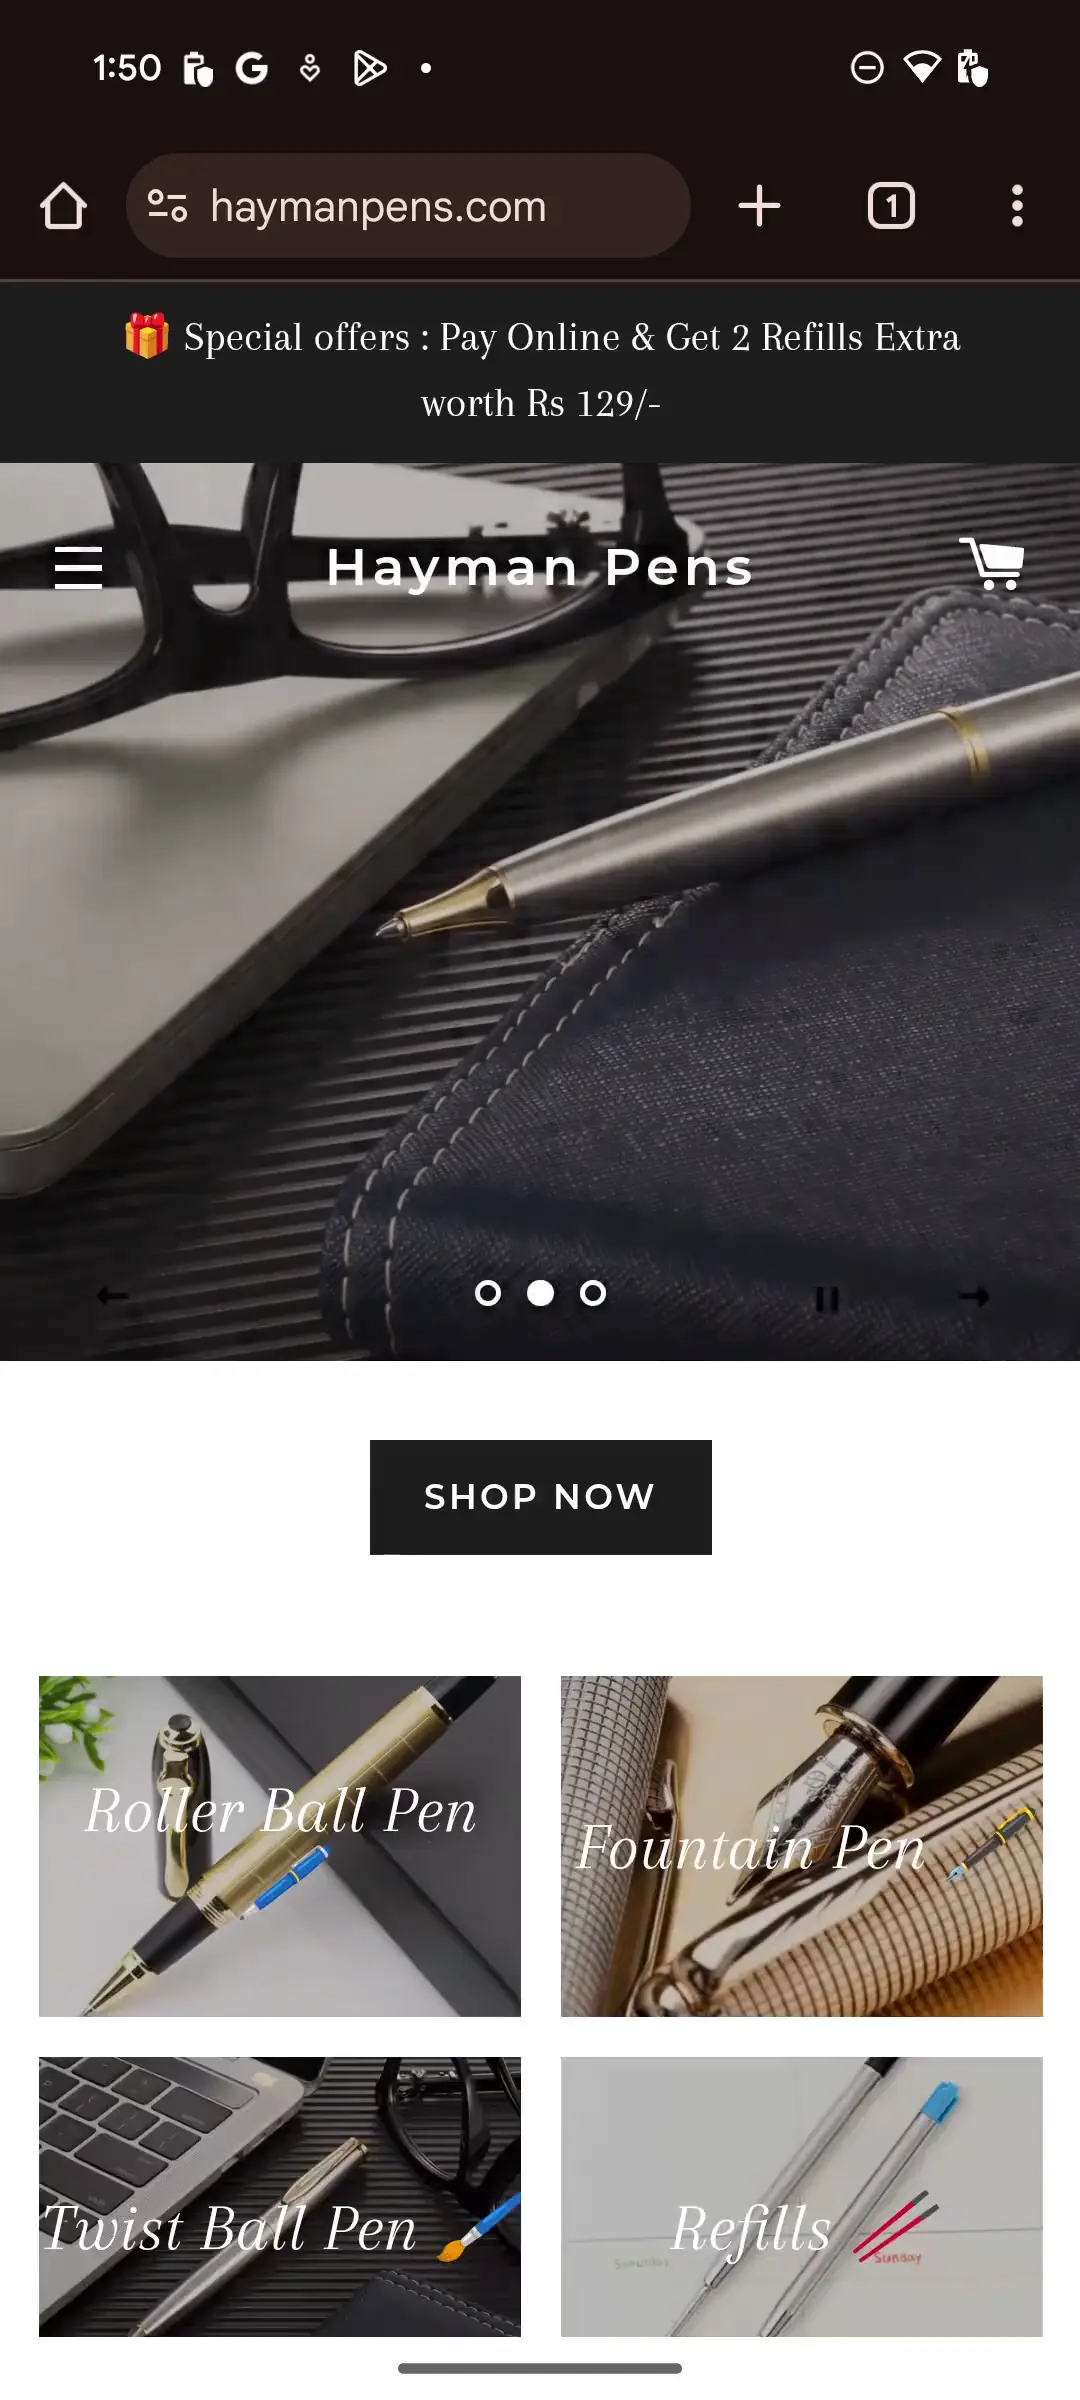 1:50
haymanpens.com
1
🎁 Special offers : Pay Online & Get 2 Refills Extra
worth Rs 129/-
Hayman Pens
SHOP NOW
Roller Ball Pen
Fountain Pen
Twist Ball Pen
Refills
Sunday